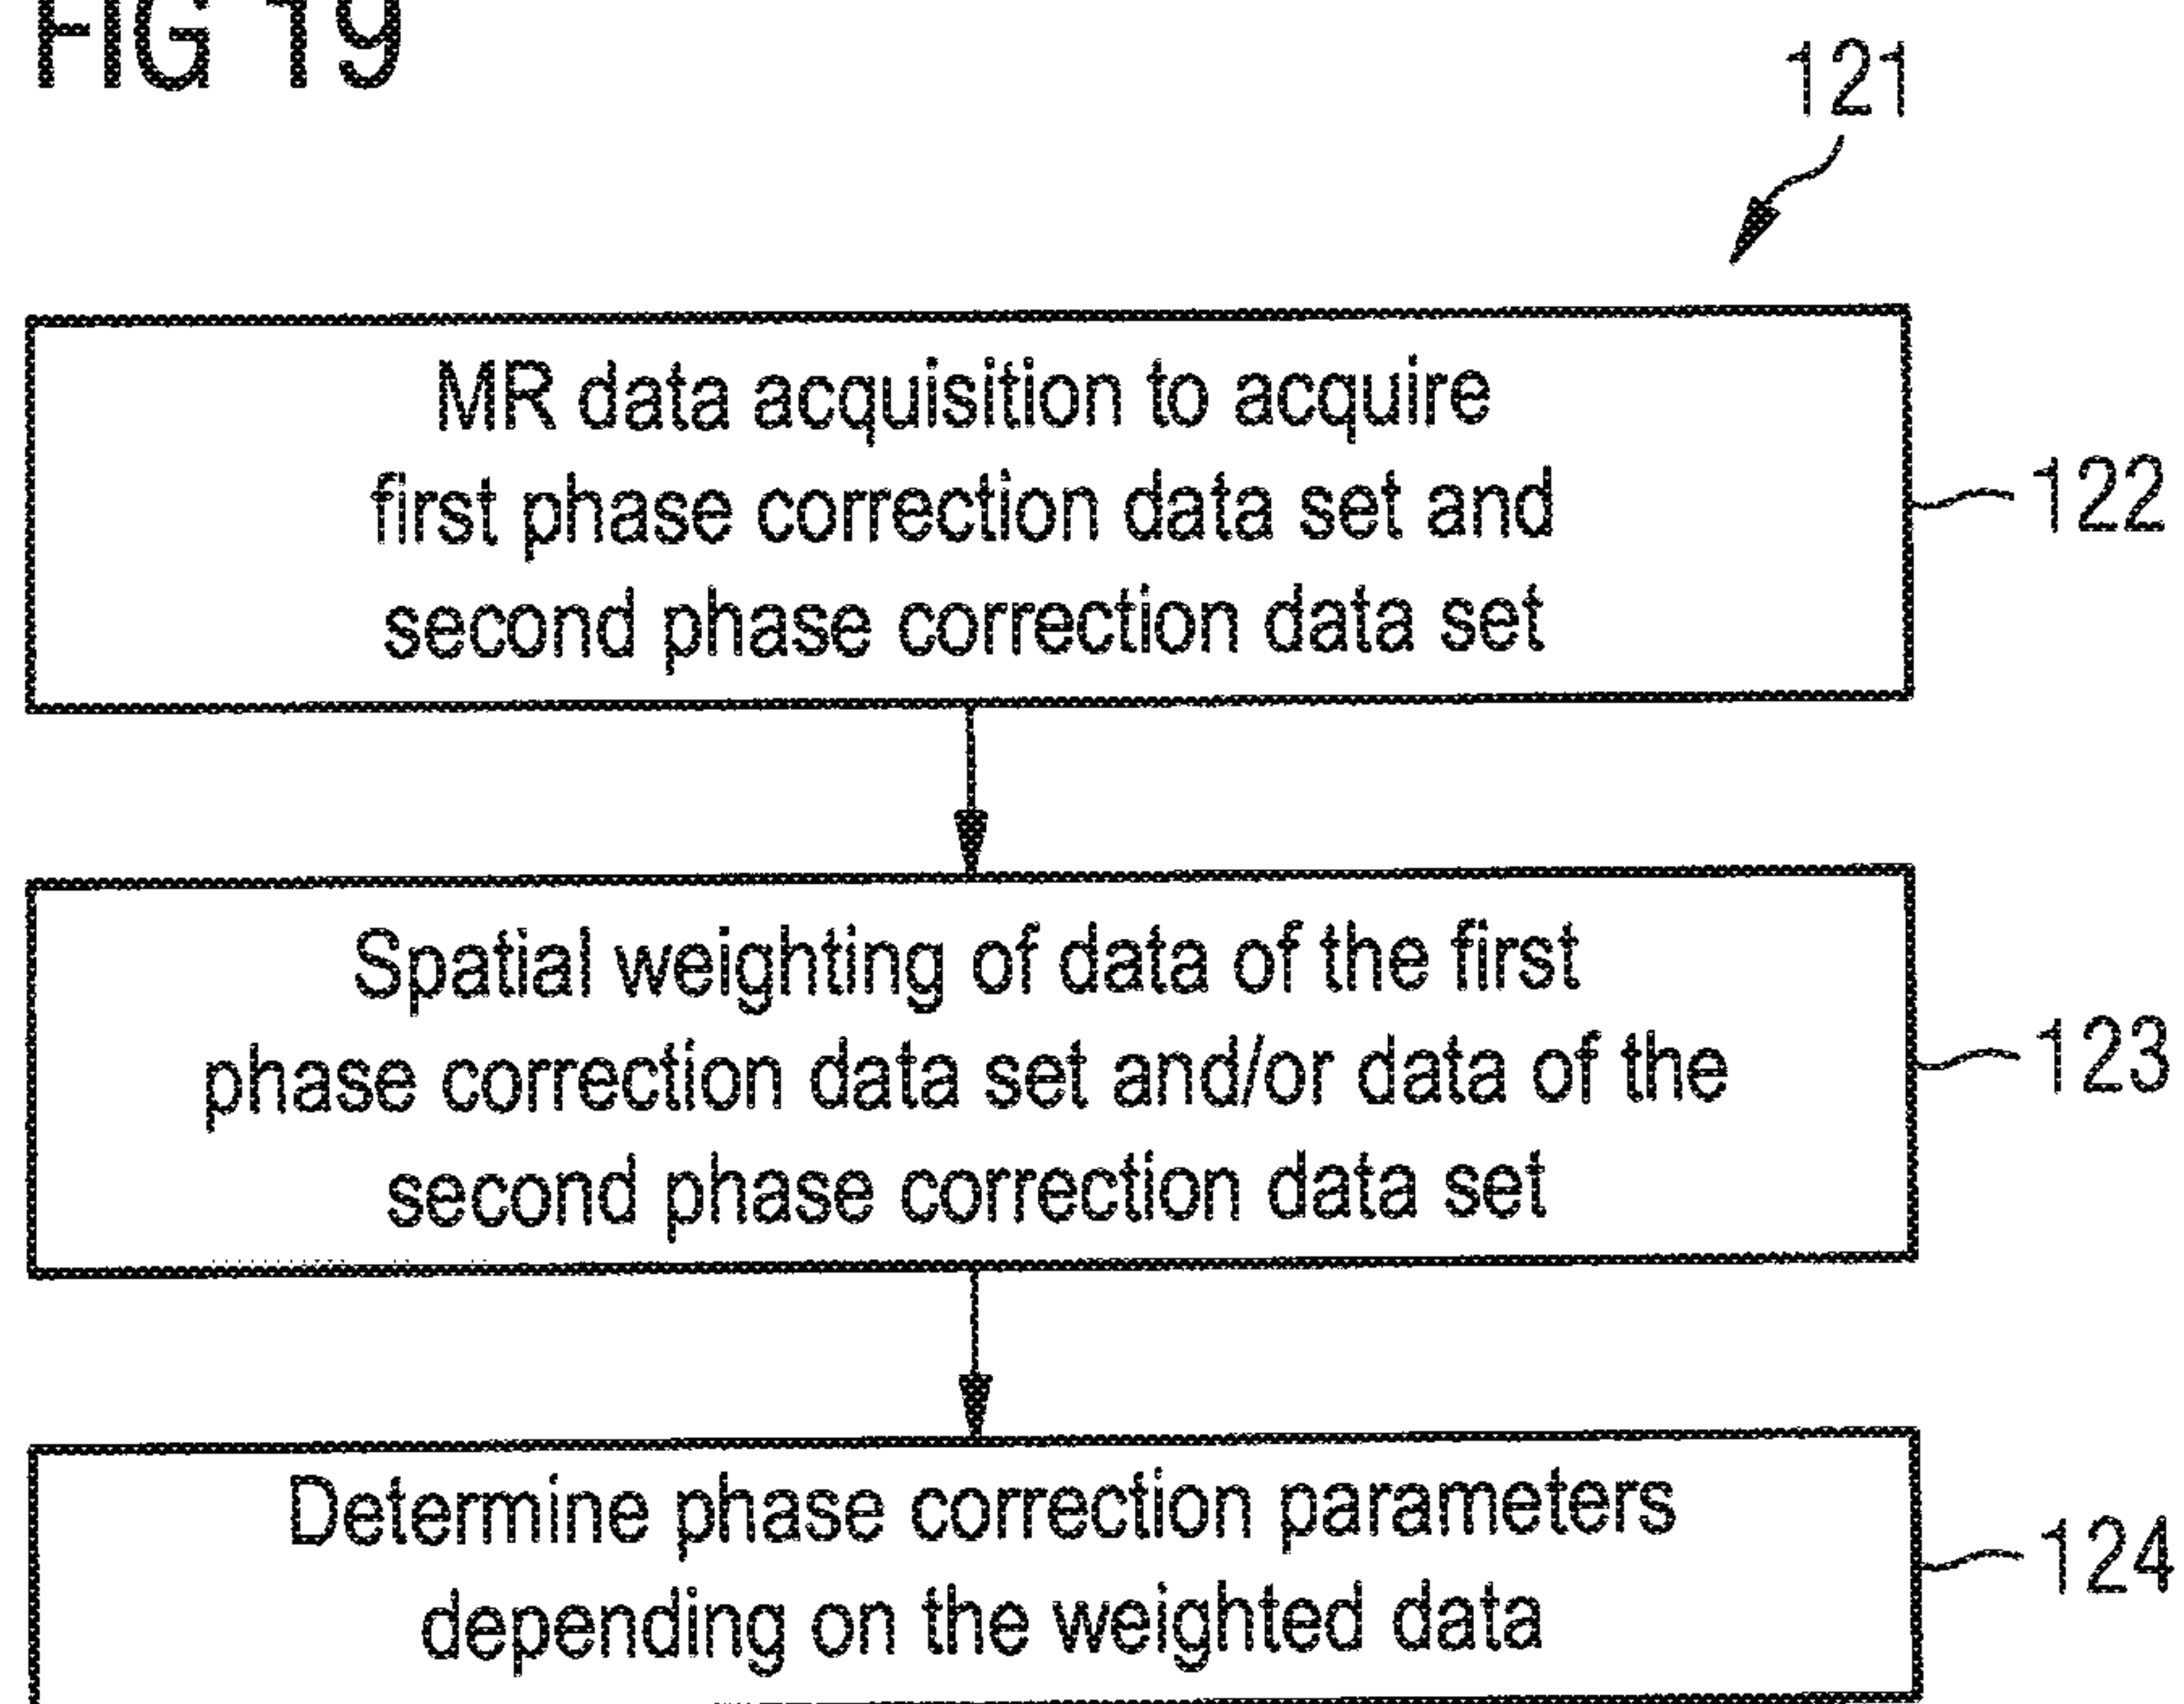 FIG 19
121
MR data acquisition to acquire
first phase correction data set and
second phase correction data set
122
Spatial weighting of data of the first
phase correction data set and/or data of the
second phase correction data set
123
Determine phase correction parameters
depending on the weighted data
124